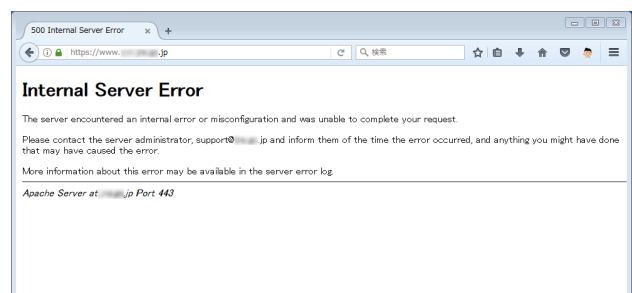 500 Internal Server Error
https://www. .jp
検索
Internal Server Error
The server encountered an internal error or misconfiguration and was unable to complete your request.
Please contact the server administrator, support@ .jp and inform them of the time the error occurred, and anything you might have done
that may have caused the error.
More information about this error may be available in the server error log.
Apache Server at .jp Port 443